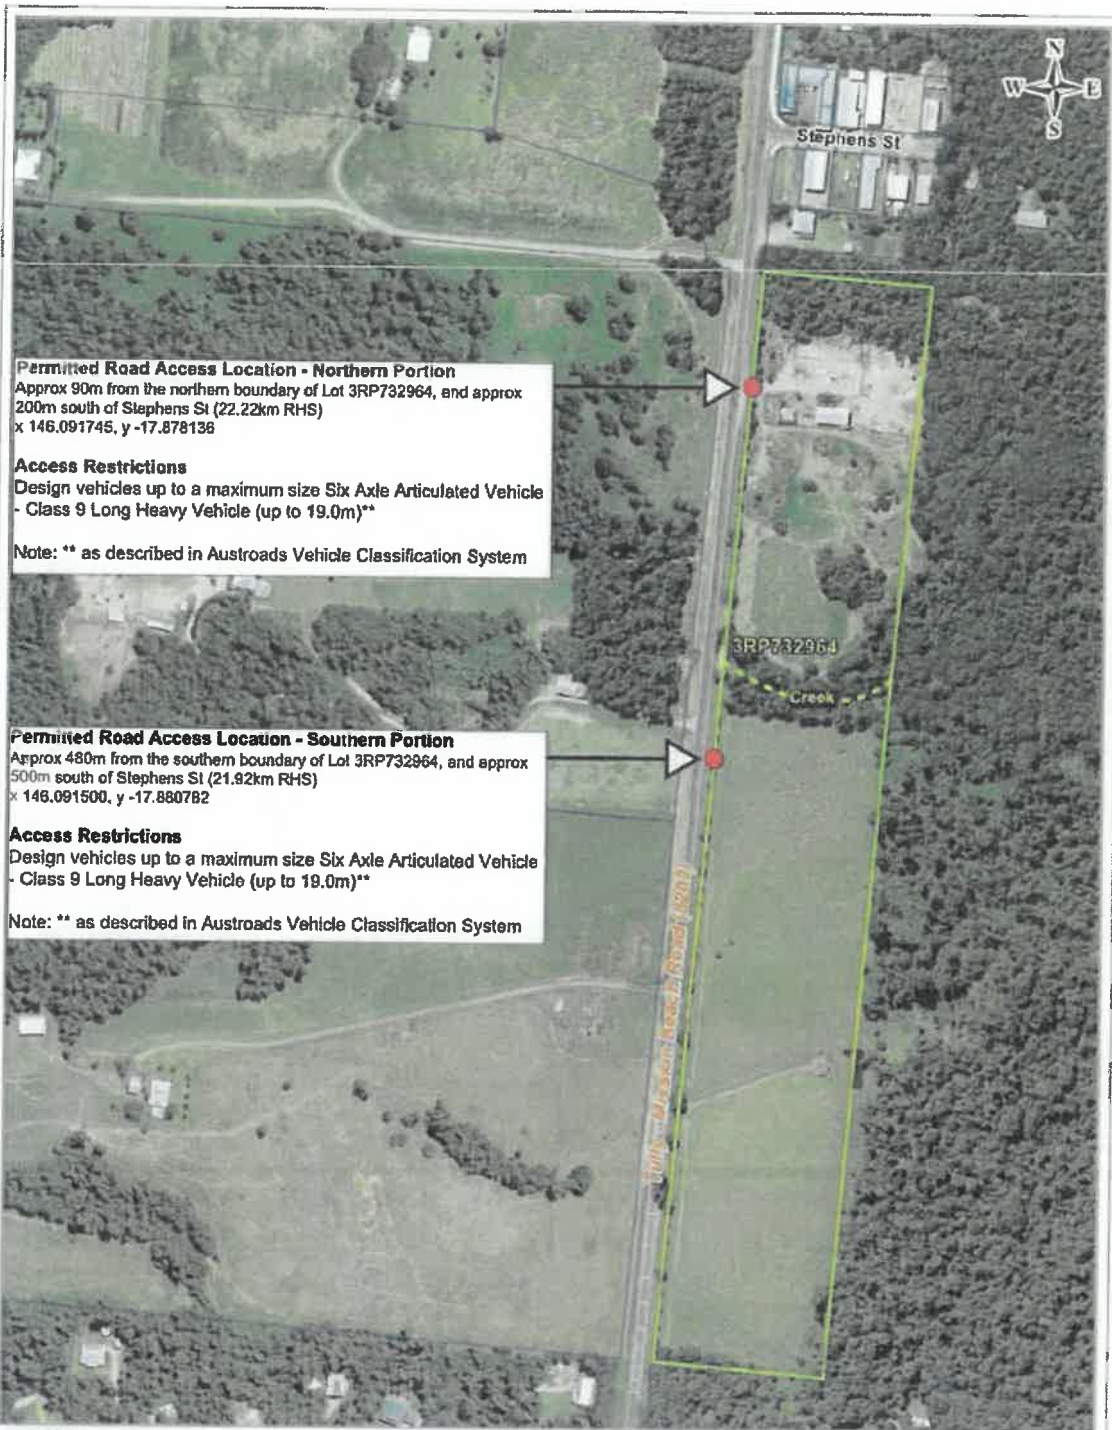 N
W E
S
Stephens St
Permitted Road Access Location - Northern Portion
Approx 90m from the northern boundary of Lot 3RP732964, and approx
200m south of Stephens St (22.22km RHS)
x 146.091745, y -17.878136
Access Restrictions
Design vehicles up to a maximum size Six Axle Articulated Vehicle
- Class 9 Long Heavy Vehicle (up to 19.0m)**
Note: ** as described in Austroads Vehicle Classification System
3RP732964
Creek
Permitted Road Access Location - Southern Portion
Approx 480m from the southern boundary of Lot 3RP732964, and approx
500m south of Stephens St (21.92km RHS)
x 146.091500, y -17.880782
Access Restrictions
Design vehicles up to a maximum size Six Axle Articulated Vehicle
- Class 9 Long Heavy Vehicle (up to 19.0m)**
Note: ** as described in Austroads Vehicle Classification System
Tully - Mission Beach Road